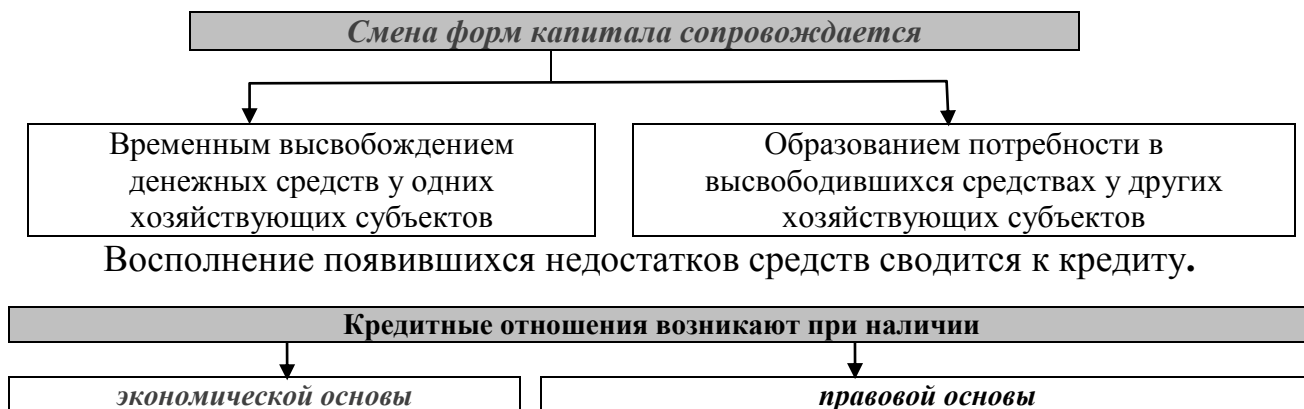 Смена форм капитала сопровождается
Временным высвобождением
денежных средств у одних
хозяйствующих субъектов
Образованием потребности в
высвободившихся средствах у других
хозяйствующих субъектов
Восполнение появившихся недостатков средств сводится к кредиту.
Кредитные отношения возникают при наличии
экономической основы
правовой основы